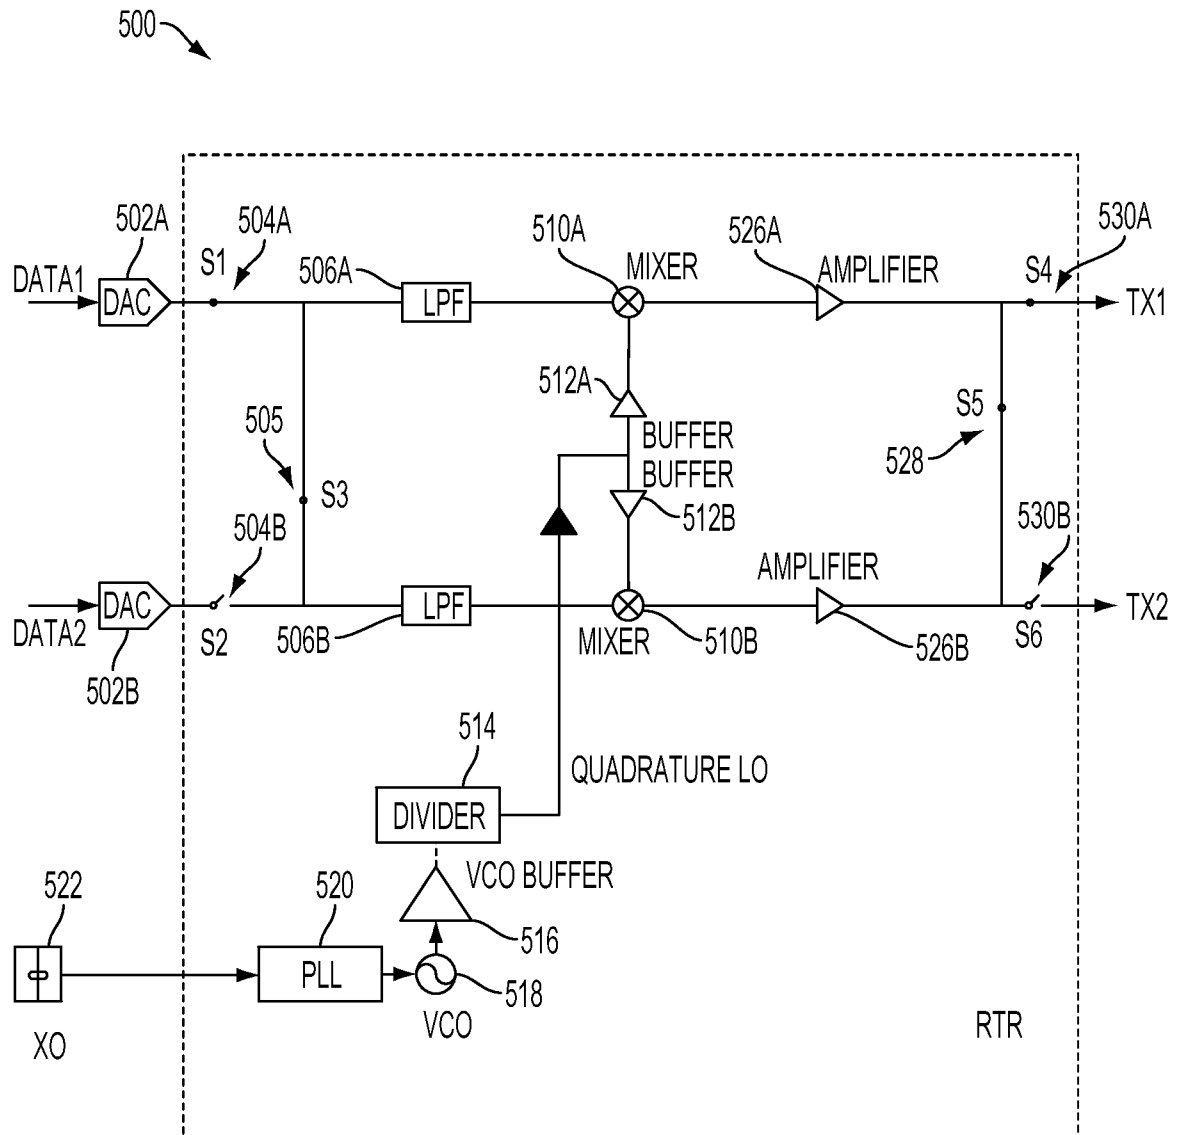 500
502A
504A
510A
526A
530A
DATA1
S1
506A
MIXER
AMPLIFIER
S4
DAC
LPF
TX1
512A
505
BUFFER
S5
528
BUFFER
S3
512B
504B
530B
AMPLIFIER
DAC
LPF
TX2
DATA2
S2
506B
MIXER
510B
526B
S6
502B
514
QUADRATURE LO
DIVIDER
522
520
VCO BUFFER
516
PLL
518
XO
VCO
RTR